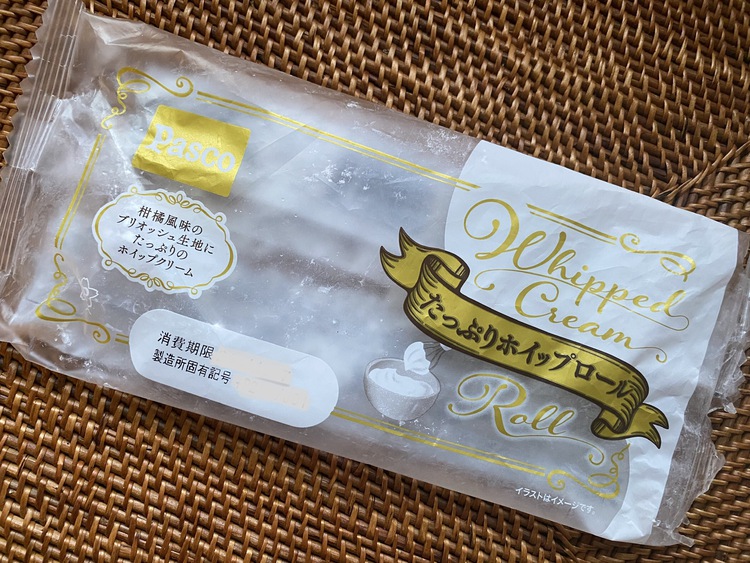 Pasco
柑橘風味の
ブリオッシュ生地に
たっぷりの
ホイップクリーム
消費期限
製造所固有記号
Whipped
Cream
たっぷりホイップロール
Roll
イラストはイメージです。